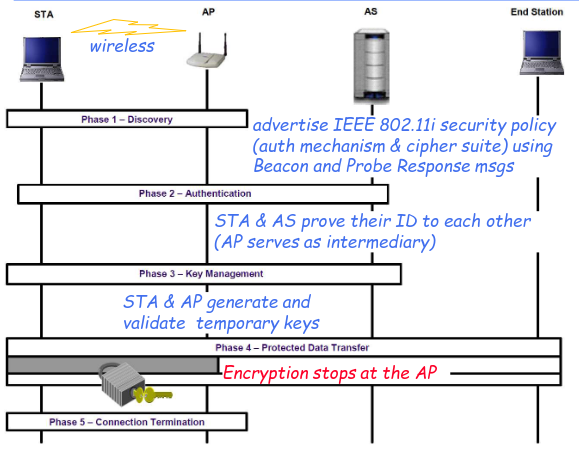 STA
AP
AS
End Station
wireless
Phase 1 – Discovery
advertise IEEE 802.11i security policy
(auth mechanism & cipher suite) using
Beacon and Probe Response msgs
Phase 2 – Authentication
STA & AS prove their ID to each other
(AP serves as intermediary)
Phase 3 – Key Management
STA & AP generate and
validate temporary keys
Phase 4 – Protected Data Transfer
Encryption stops at the AP
Phase 5 – Connection Termination